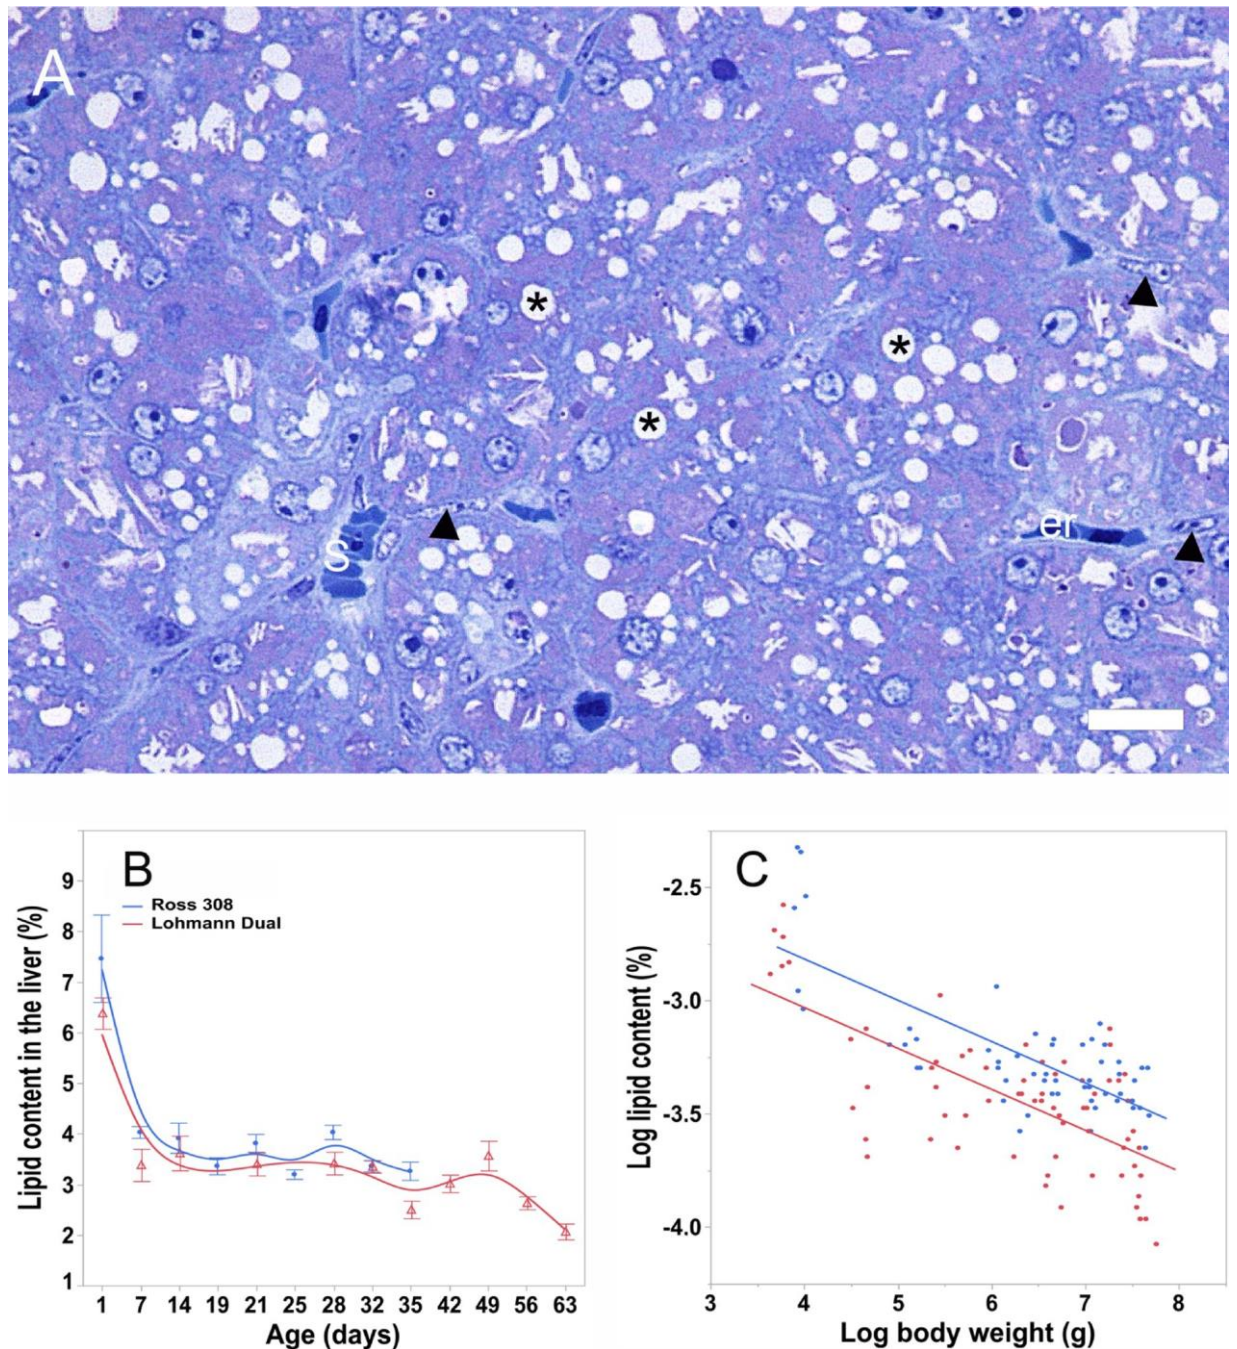 A
*
*
*
S
er
B
Ross 308
Lohmann Dual
Lipid content in the liver (%)
9
8
7
6
5
4
3
2
1
1 7 14 19 21 25 28 32 35 42 49 56 63
Age (days)
C
Log lipid content (%)
-2.5
-3.0
-3.5
-4.0
3 4 5 6 7 8
Log body weight (g)